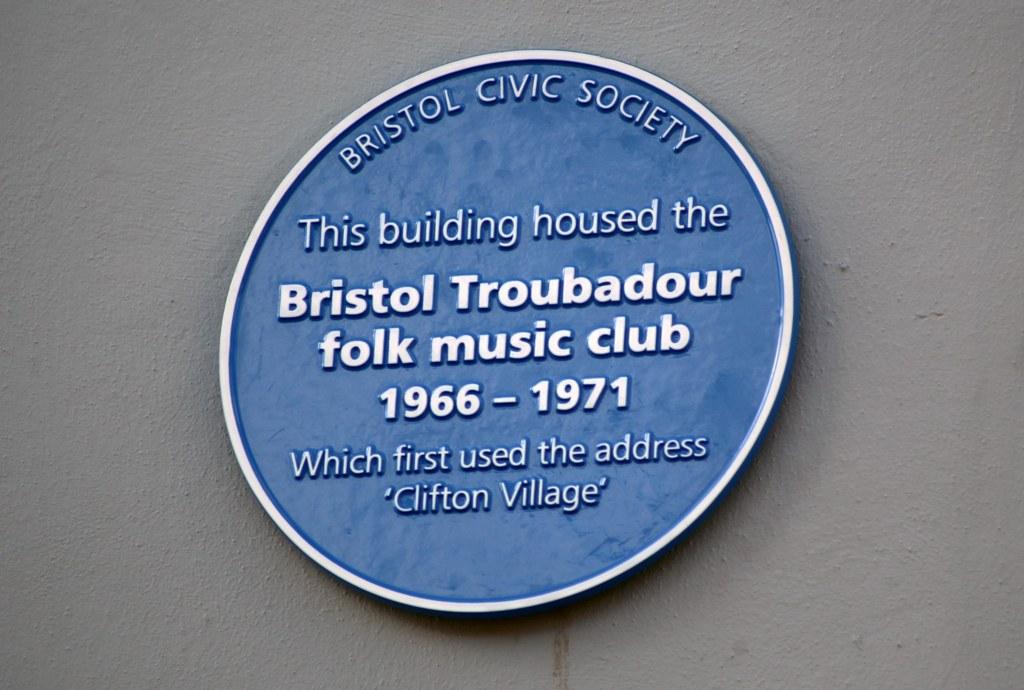 BRISTOL CIVIC SOCIETY
This building housed the
Bristol Troubadour
folk music club
1966 – 1971
Which first used the address
‘Clifton Village‘